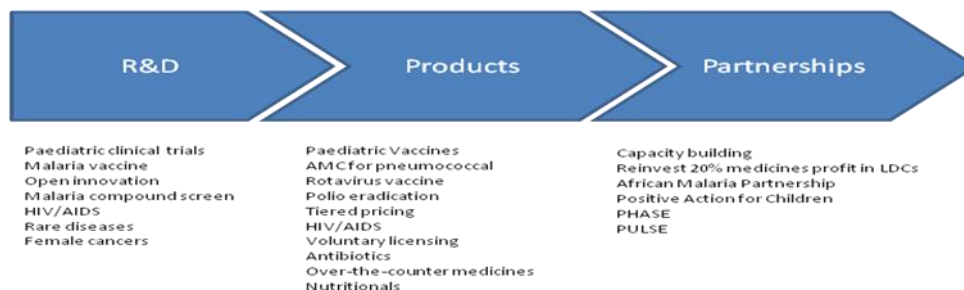 R&D
Paediatric clinical trials
Malaria vaccine
Open innovation
Malaria compound screen
HIV/AIDS
Rare diseases
Female cancers
Products
Paediatric Vaccines
AMC for pneumococcal
Rotavirus vaccine
Polio eradication
Tiered pricing
HIV/AIDS
Voluntary licensing
Antibiotics
Over-the-counter medicines
Nutritionals
Partnerships
Capacity building
Reinvest 20% medicines profit in LDCs
African Malaria Partnership
Positive Action for Children
PHASE
PULSE